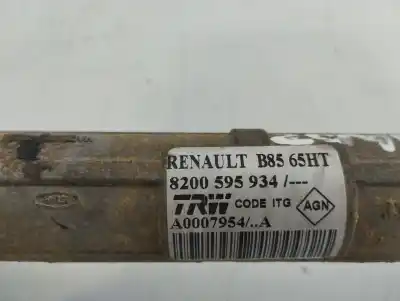 RENAULT B85 65HT
8200 595 934 /---
TRW CODE ITG AGN
A0007954/..A